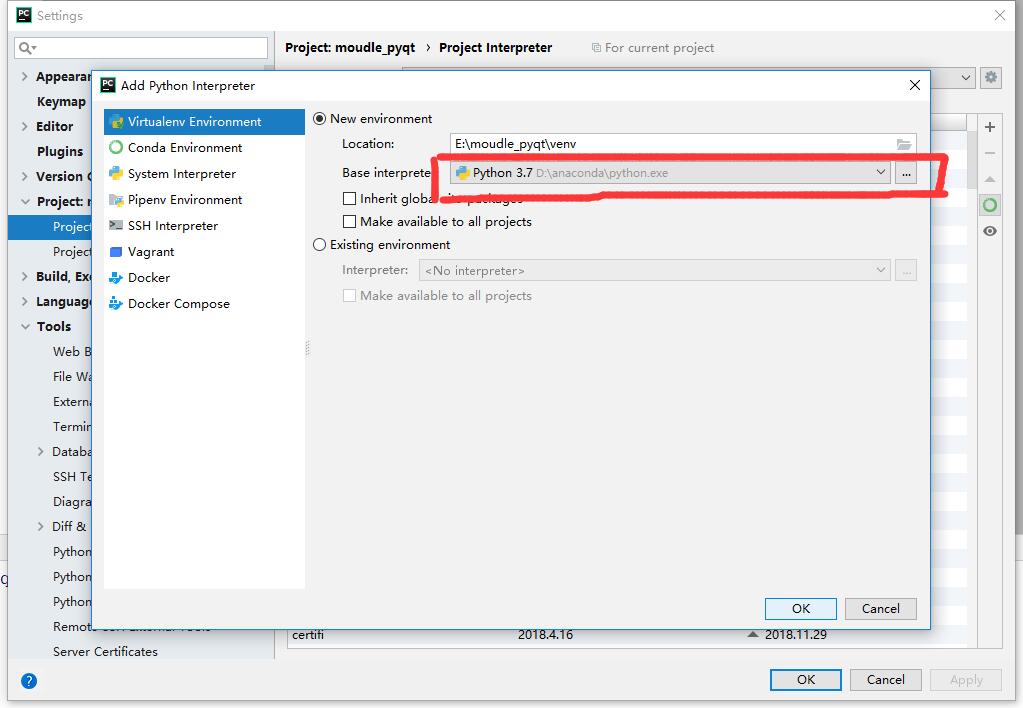 Settings
Project: moudle_pyqt › Project Interpreter
For current project
Appearan
Keymap
Editor
Plugins
Version C
Project:
Project
Project
Build, Exe
Language
Tools
Web B
File Wa
Externa
Termin
Databa
SSH Te
Diagra
Diff &
Python
Python
Python
Remote SSH External Tools
Server Certificates
Add Python Interpreter
Virtualenv Environment
Conda Environment
System Interpreter
Pipenv Environment
SSH Interpreter
Vagrant
Docker
Docker Compose
New environment
Location: E:\moudle_pyqt\venv
Base interprete Python 3.7 D:\anaconda\python.exe ...
Inherit global site-packages
Make available to all projects
Existing environment
Interpreter: <No interpreter> ...
Make available to all projects
OK Cancel
certifi 2018.4.16 2018.11.29
? OK Cancel Apply